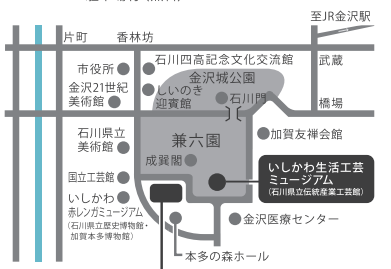 至JR金沢駅
片町
香林坊
武蔵
市役所
石川四高記念文化交流館
金沢城公園
金沢21世紀
美術館
しいのき
迎賓館
石川門
橋場
石川県立
美術館
兼六園
加賀友禅会館
成巽閣
国立工芸館
いしかわ生活工芸
ミュージアム
(石川県立伝統産業工芸館)
いしかわ
赤レンガミュージアム
(石川県立歴史博物館・
加賀本多博物館)
金沢医療センター
本多の森ホール